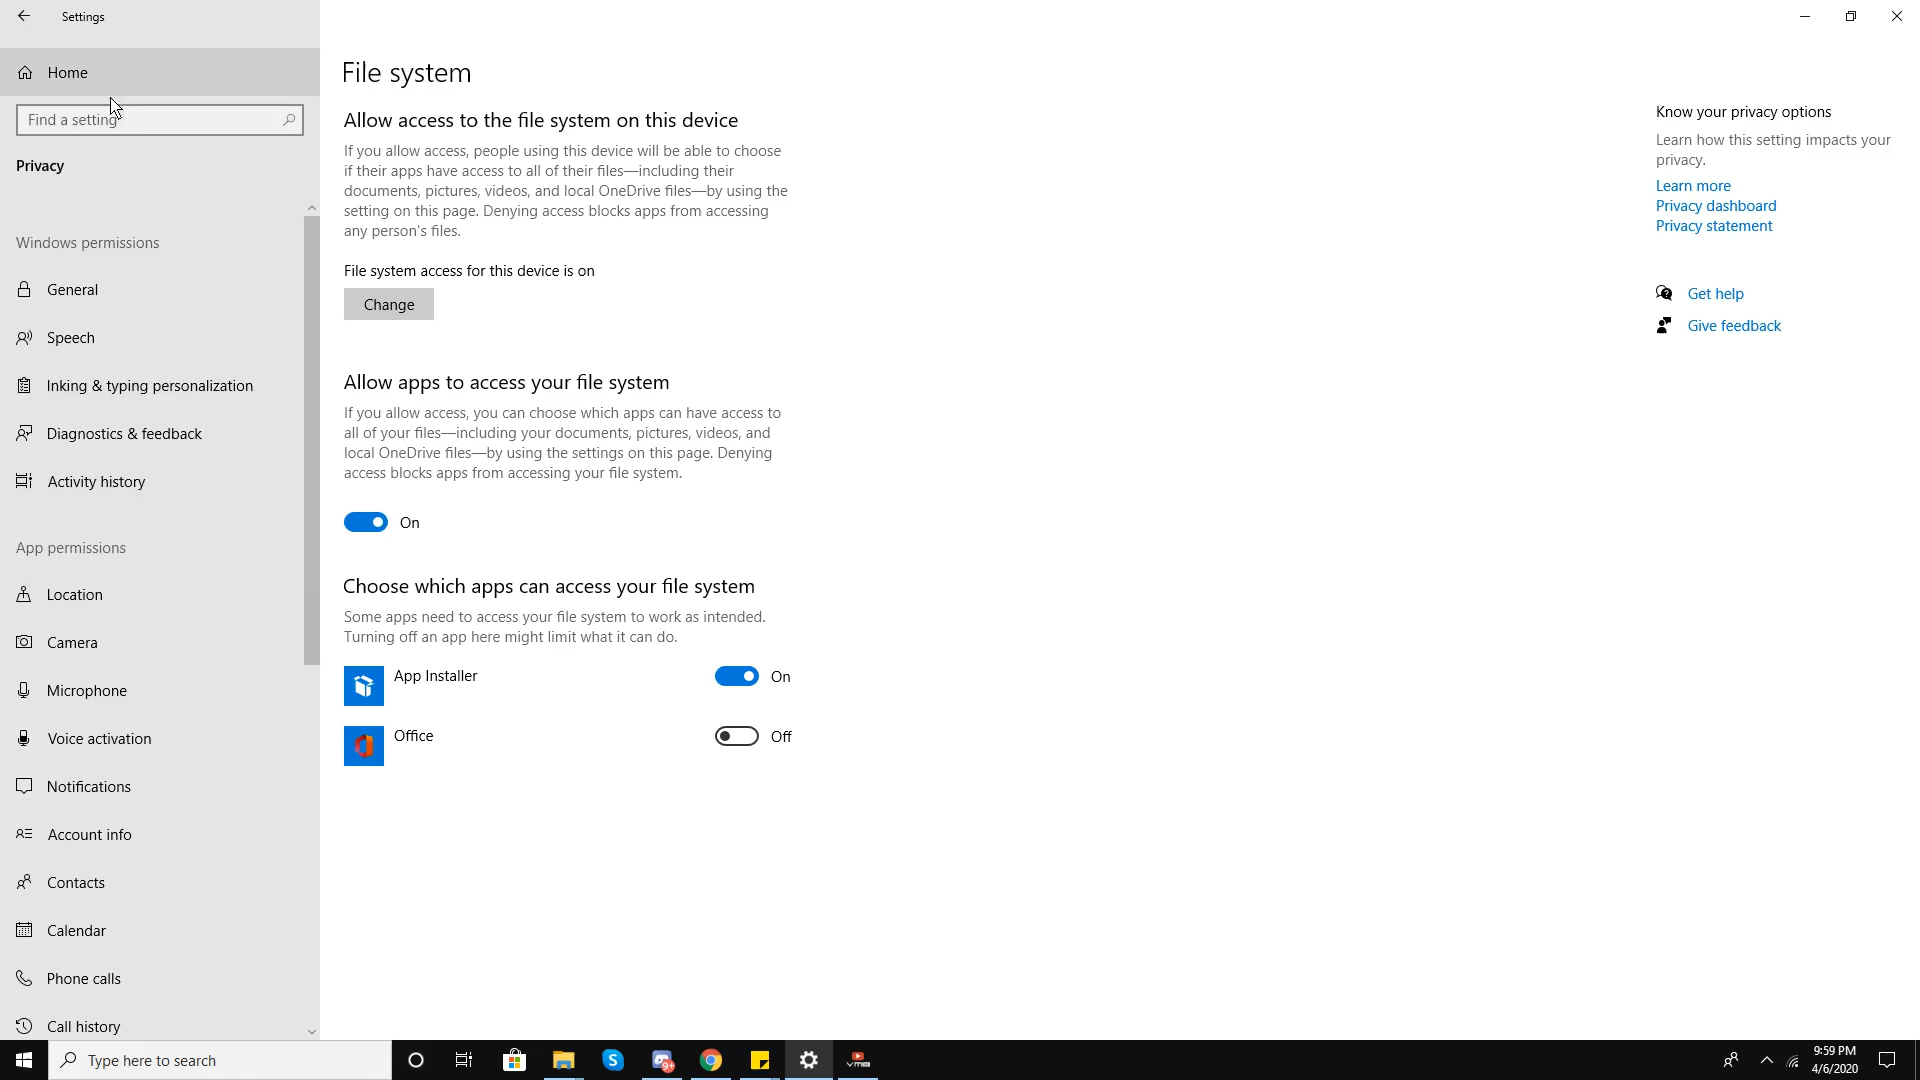 Settings
Home
Find a setting
Privacy
Windows permissions
General
Speech
Inking & typing personalization
Diagnostics & feedback
Activity history
App permissions
Location
Camera
Microphone
Voice activation
Notifications
Account info
Contacts
Calendar
Phone calls
Call history
File system
Allow access to the file system on this device
If you allow access, people using this device will be able to choose
if their apps have access to all of their files—including their
documents, pictures, videos, and local OneDrive files—by using the
setting on this page. Denying access blocks apps from accessing
any person's files.
File system access for this device is on
Change
Allow apps to access your file system
If you allow access, you can choose which apps can have access to
all of your files—including your documents, pictures, videos, and
local OneDrive files—by using the settings on this page. Denying
access blocks apps from accessing your file system.
On
Choose which apps can access your file system
Some apps need to access your file system to work as intended.
Turning off an app here might limit what it can do.
App Installer On
Office Off
Know your privacy options
Learn how this setting impacts your
privacy.
Learn more
Privacy dashboard
Privacy statement
Get help
Give feedback
Type here to search
9+
9:59 PM
4/6/2020